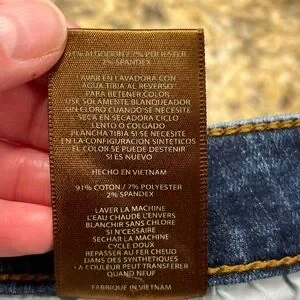 91% ALGODON / 7% POLYESTER
2% SPANDEX
LAVAR EN LAVADORA CON
AGUA TIBIA AL REVERSO
PARA RETENER COLOR
USE SOLAMENTE BLANQUEADOR
SIN CLORO CUANDO SE NECESITE
SECA EN SECADORA CICLO
LENTO O COLGADO
PLANCHA TIBIA SI SE NECESITE
EN LA CONFIGURACION SINTETICOS
EL COLOR SE PUEDE DESTENIR
SI ES NUEVO
HECHO EN VIETNAM
91% COTON / 7% POLYESTER
2% SPANDEX
LAVER LA MACHINE
L'EAU CHAUDE L'ENVERS
BLANCHIR SANS CHLORE
SI N'CESSAIRE
SECHAR LA MACHINE
CYCLE DOUX
REPASSER AU FER CHEUD
DAN DES SYNTHETIQUES
LA COULEUR PEUT TRANSFERER
QUAND NEUF
FABRIQUE IN VIETNAM